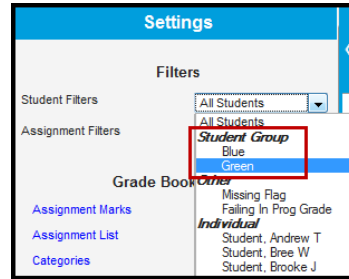 Settings
Filters
Student Filters
All Students
Assignment Filters
All Students
Student Group
Blue
Green
Other
Grade Book
Missing Flag
Failing In Prog Grade
Assignment Marks
Individual
Student, Andrew T
Assignment List
Student, Bree W
Categories
Student, Brooke J